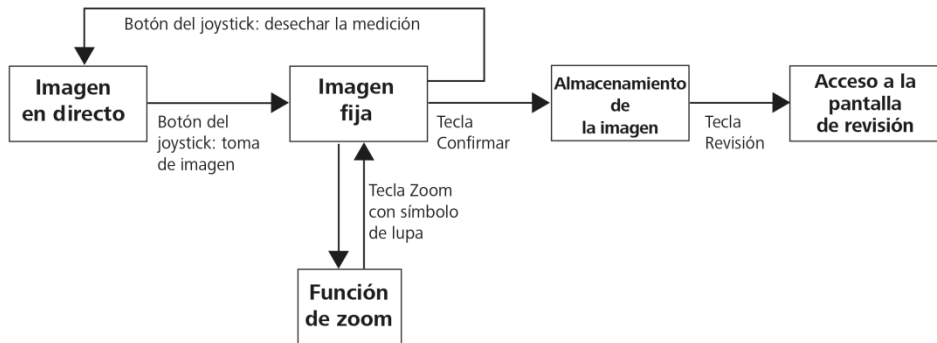 Botón del joystick: desechar la medición
Imagen
en directo
Botón del
joystick: toma
de imagen
Imagen
fija
Tecla
Confirmar
Almacenamiento
de
la imagen
Tecla
Revisión
Acceso a la
pantalla
de revisión
Tecla Zoom
con símbolo
de lupa
Función
de zoom